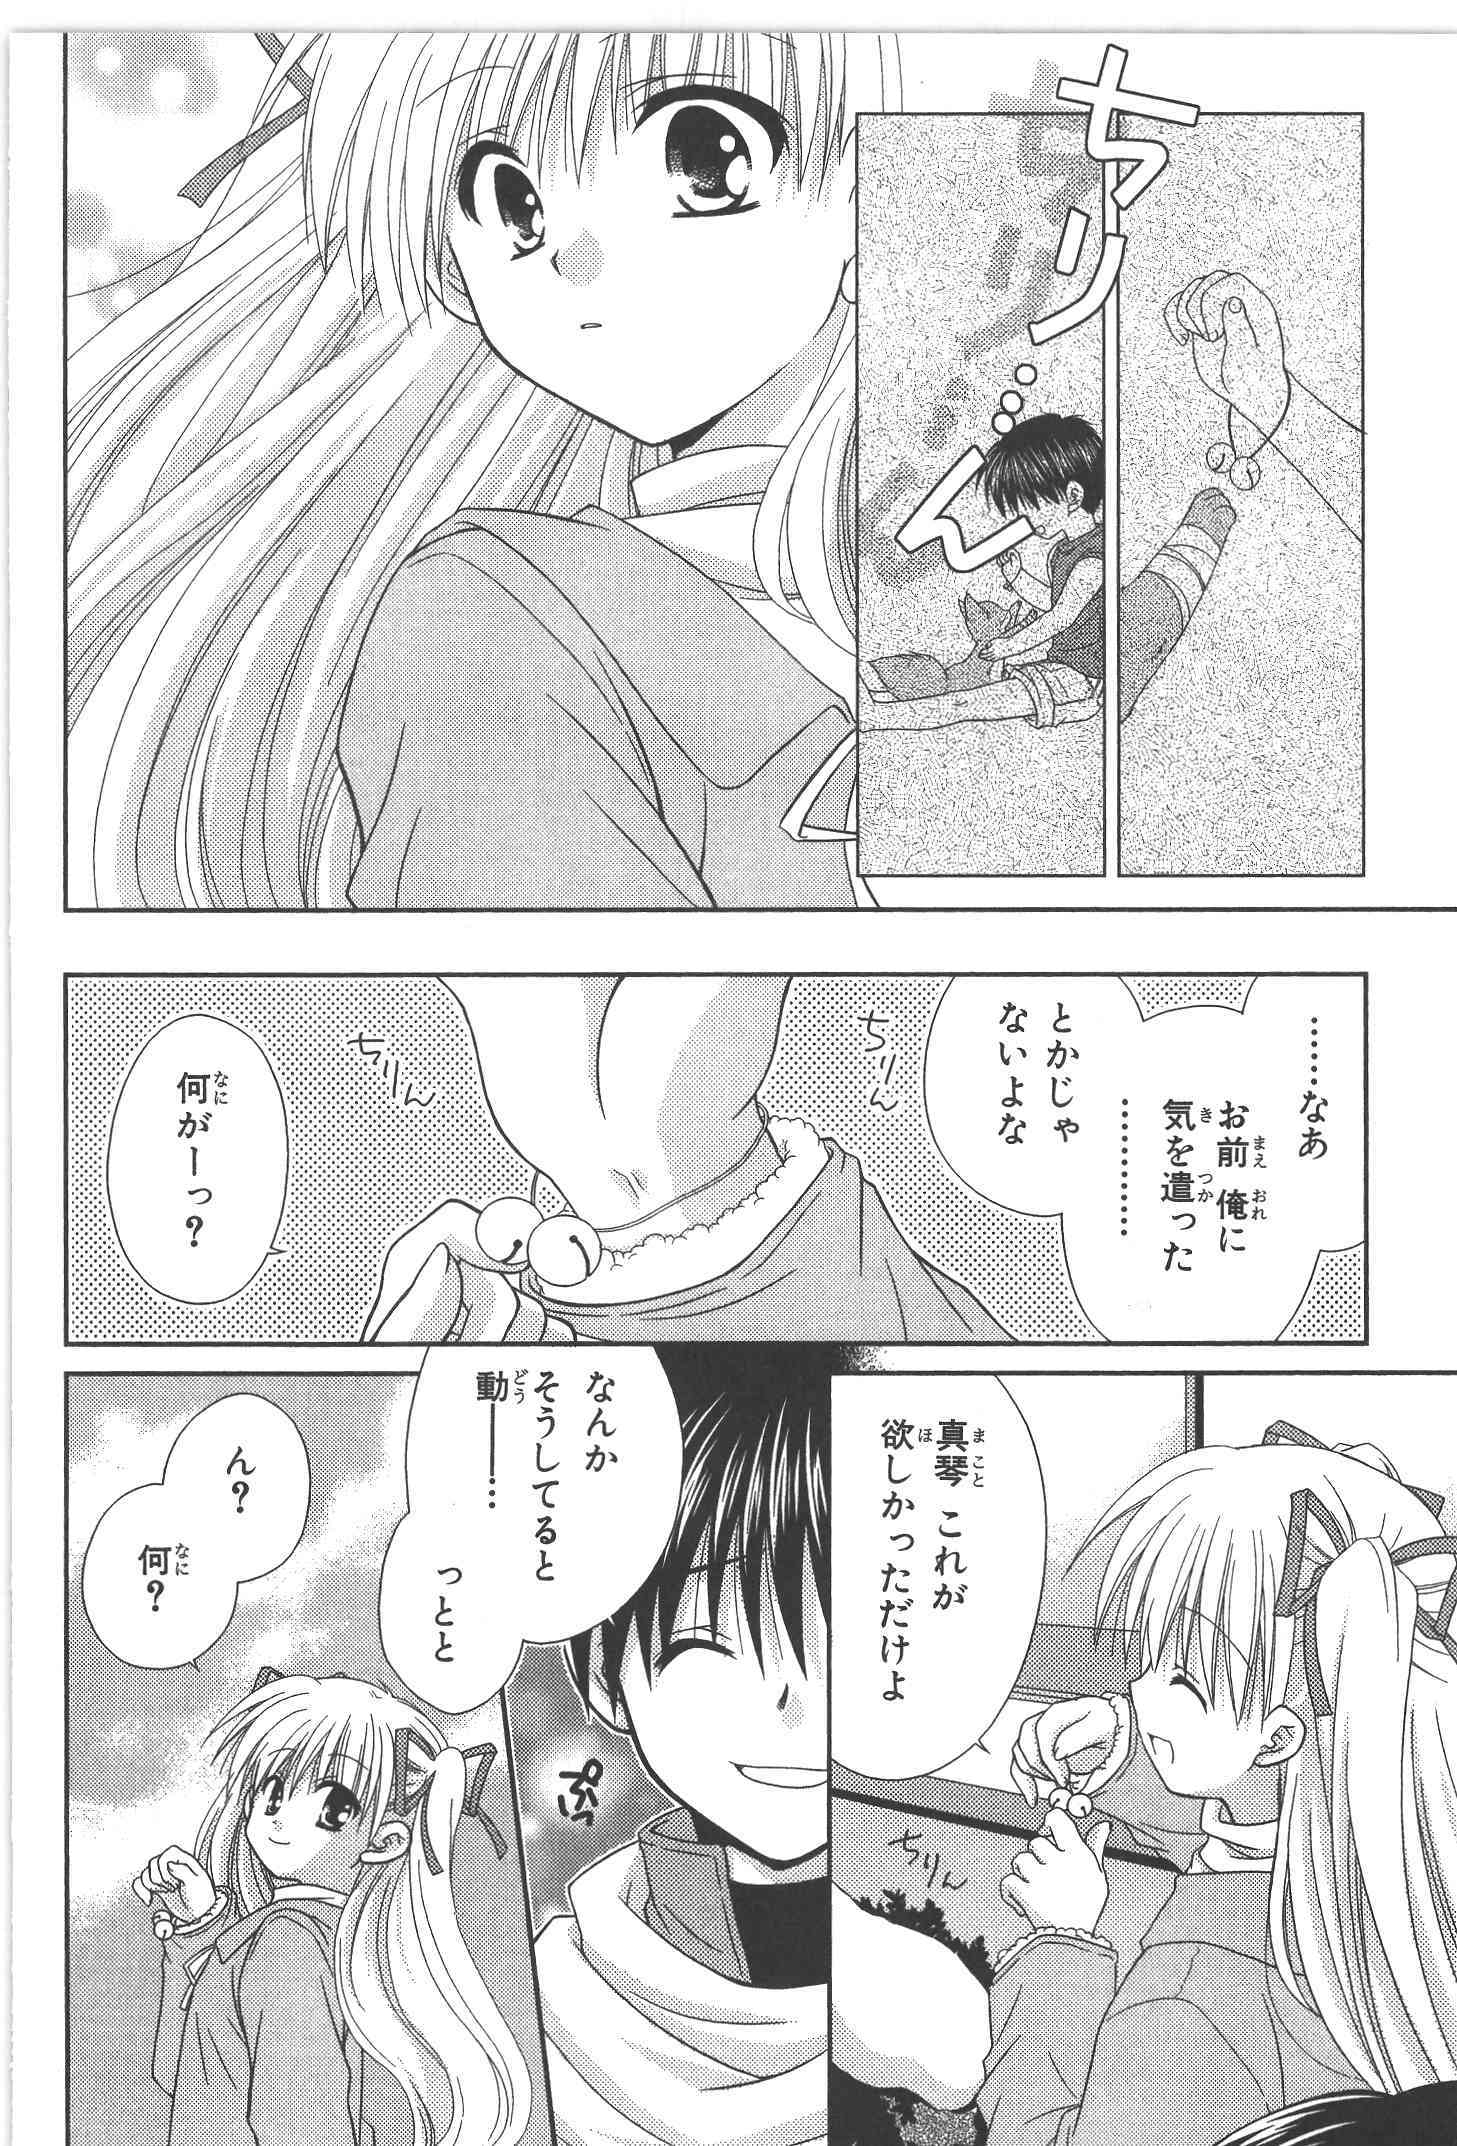 ちりーん
……なあ
お前 俺に
気を遣った
…………
とかじゃ
ないよな
ちりん
ちりん
何がーっ?
真琴 これが
欲しかっただけよ
ちりん
なんか
そうしてると
動――…
っとと
ぷっ
ん?
何?